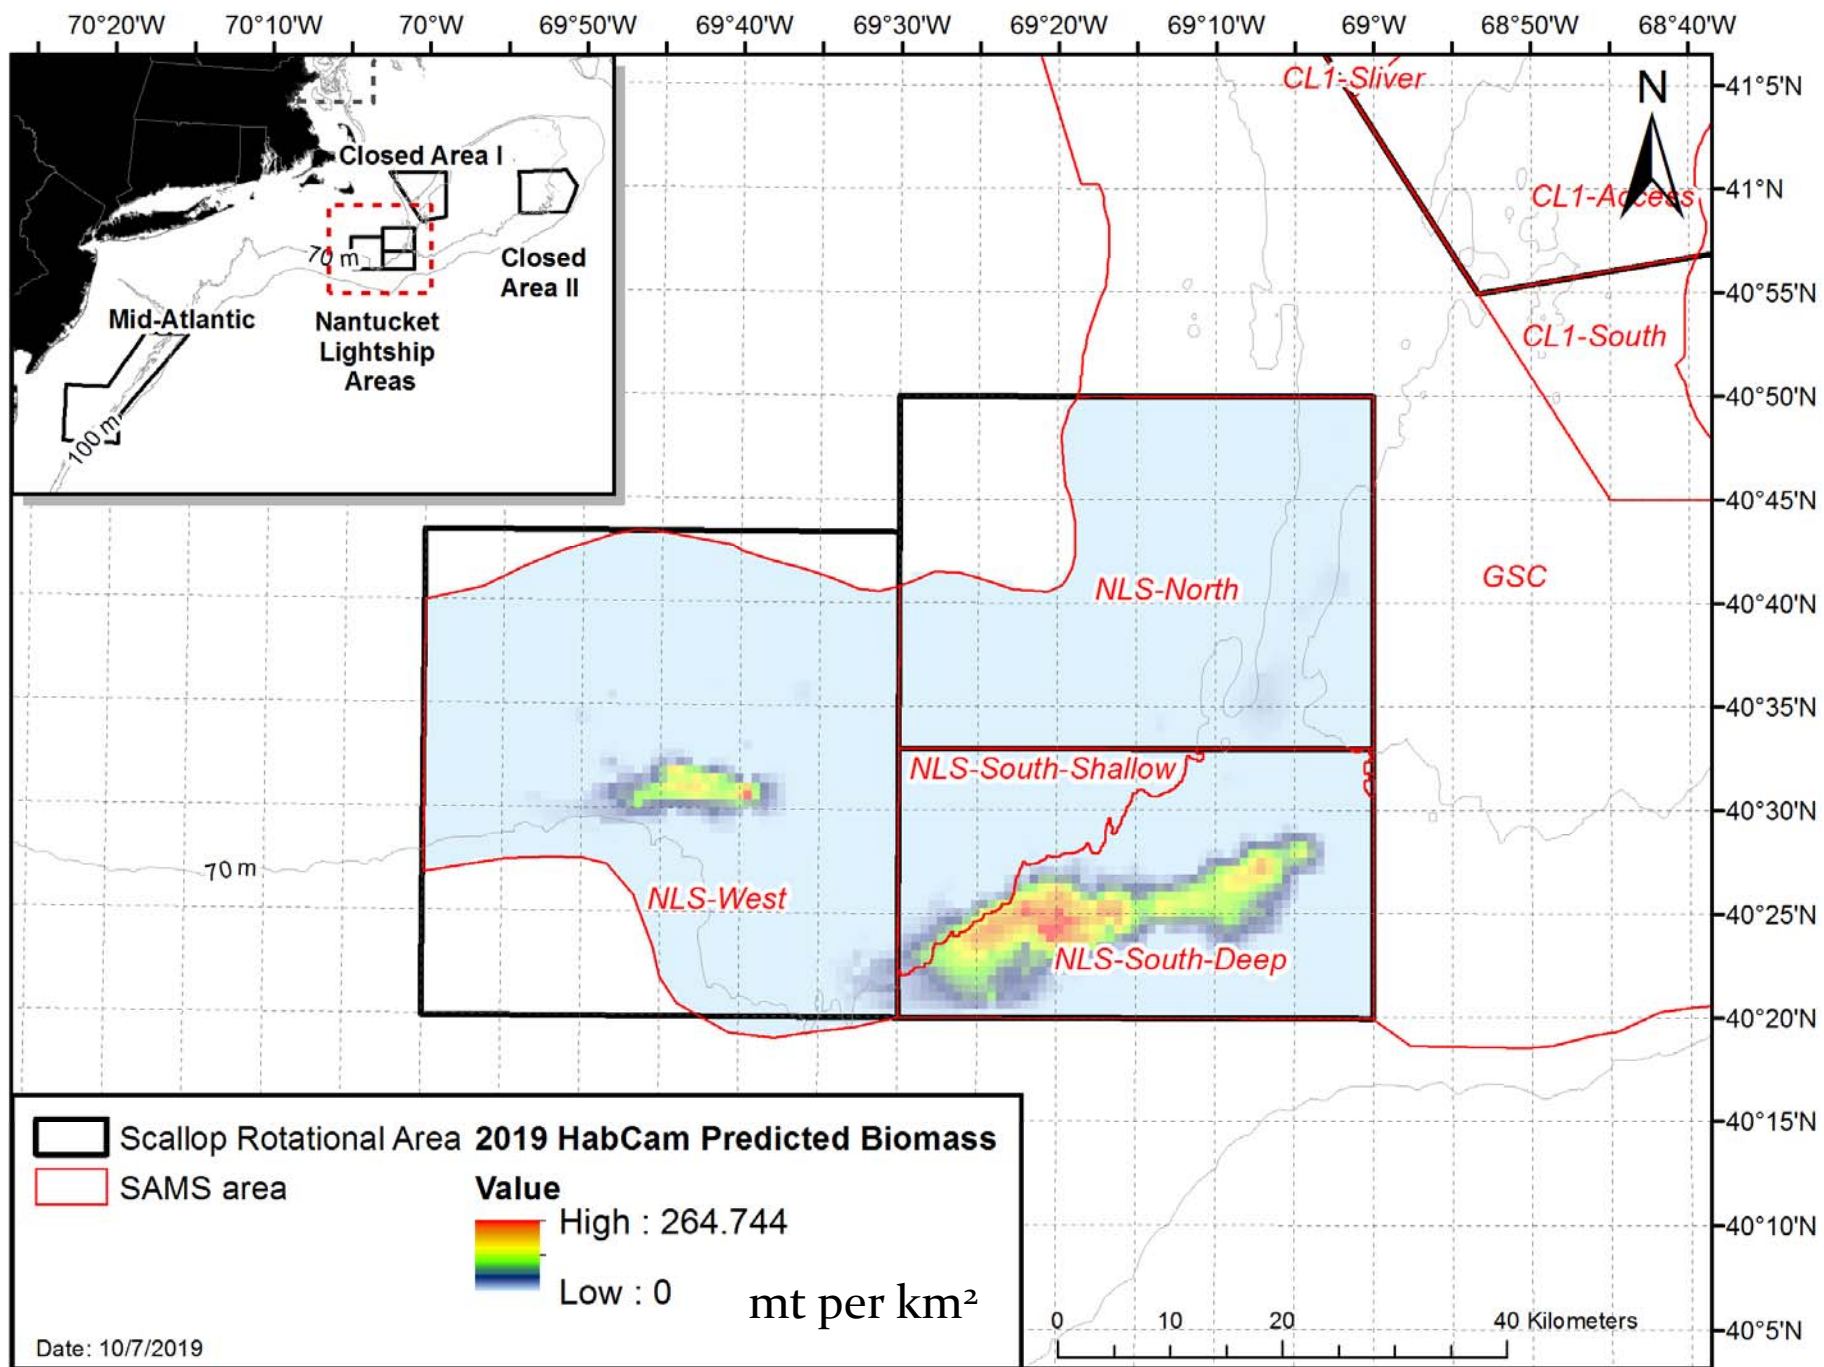 70°20'W 70°10'W 70°0'W 69°50'W 69°40'W 69°30'W 69°20'W 69°10'W 69°0'W 68°50'W 68°40'W
41°5'N
41°0'N
40°55'N
40°50'N
40°45'N
40°40'N
40°35'N
40°30'N
40°25'N
40°20'N
40°15'N
40°10'N
40°5'N
Closed Area I
Closed
Area II
70 m
Mid-Atlantic
Nantucket
Lightship
Areas
100 m
N
CL1-Sliver
CL1-Access
CL1-South
GSC
NLS-North
NLS-South-Shallow
NLS-West
NLS-South-Deep
70 m
Scallop Rotational Area
SAMS area
2019 HabCam Predicted Biomass
Value
High : 264.744
Low : 0
mt per km²
Date: 10/7/2019
0 10 20 40 Kilometers